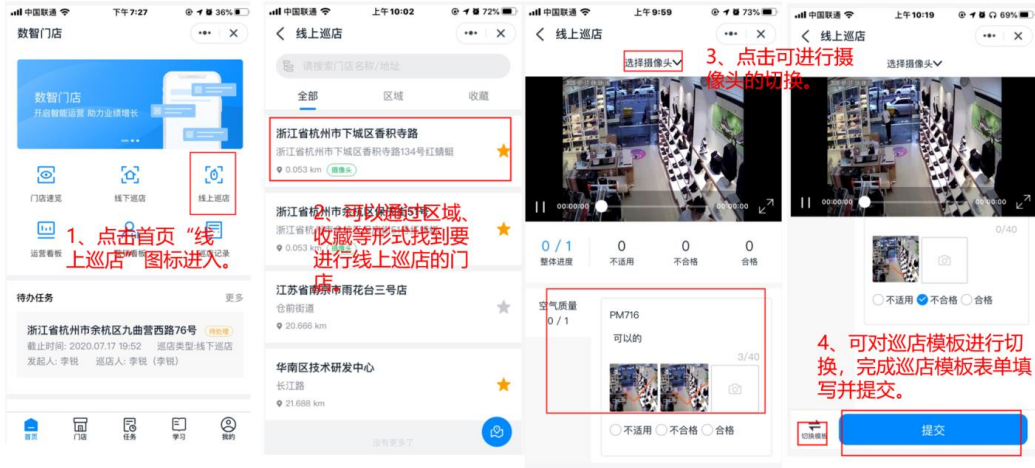 中国联通 下午7:27 36%
数智门店
数智门店
开启智能运营 助力业绩增长
门店速览 线下巡店 线上巡店
运营看板
1、点击首页“线
上巡店”图标进入。
待办任务 更多
浙江省杭州市余杭区九曲营西路76号 待处理
截止时间: 2020.07.17 19:52 巡店类型:线下巡店
发起人: 李锐 巡店人: 李锐（李锐）
首页 门店 任务 学习 我的
中国联通 上午10:02 72%
线上巡店
请搜索门店名称/地址
全部 区域 收藏
浙江省杭州市下城区香积寺路
浙江省杭州市下城区香积寺路134号红蜻蜓
0.053 km 摄像头
浙江省杭州市余杭区
0.053 km
2、可以通过区域、
收藏等形式找到要
进行线上巡店的门
店。
江苏省南京市雨花台三号店
仓前街道
20.666 km
华南区技术研发中心
长江路
21.688 km
没有更多了
中国联通 上午9:59 73%
线上巡店
选择摄像头
3、点击可进行摄
像头的切换。
00:00:00 00:00:00
0 / 1 0 0 0
整体进度 不适用 不合格 合格
空气质量
0 / 1
PM716
可以的
3/40
不适用 不合格 合格
中国联通 上午10:19 69%
线上巡店
选择摄像头
00:00:00 00:00:00
0/40
不适用 不合格 合格
4、可对巡店模板进行切
换，完成巡店模板表单填
写并提交。
切换模板 提交